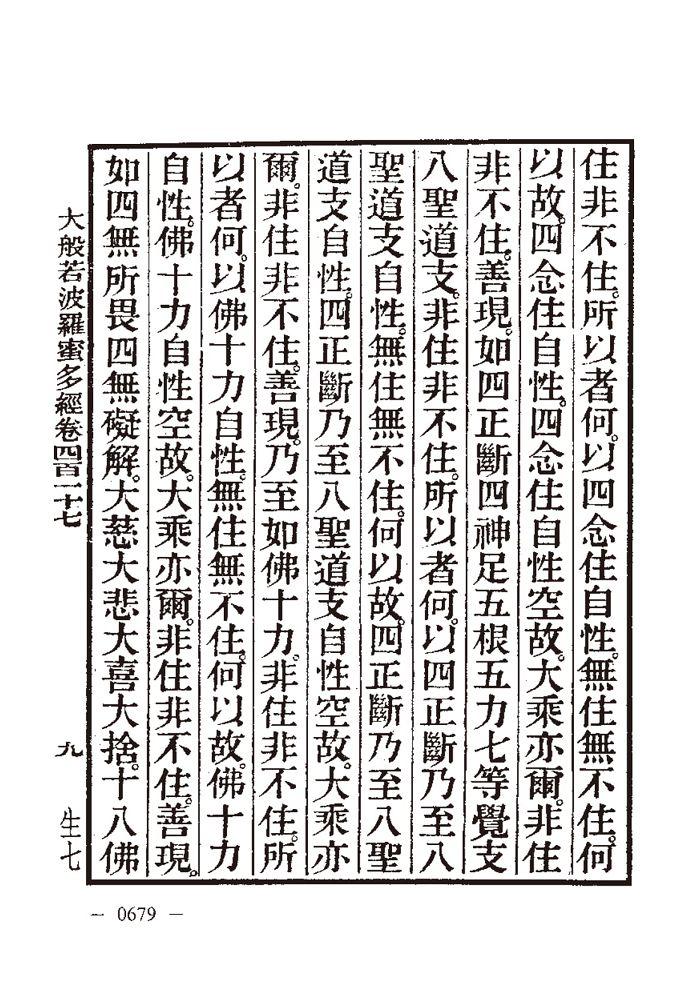 住非不住。所以者何。以四念住自性。無住無不住。何
以故。四念住自性。四念住自性空故。大乘亦爾。非住
非不住。善現。如四正斷四神足五根五力七等覺支
八聖道支。非住非不住。所以者何。以四正斷乃至八
聖道支自性。無住無不住。何以故。四正斷乃至八聖
道支自性。四正斷乃至八聖道支自性空故。大乘亦
爾。非住非不住。善現。乃至如佛十力。非住非不住。所
以者何。以佛十力自性。無住無不住。何以故。佛十力
自性。佛十力自性空故。大乘亦爾。非住非不住。善現。
如四無所畏四無礙解。大慈大悲大喜大捨。十八佛
大般若波羅蜜多經卷四百一十七 九 生七
— 0679 —